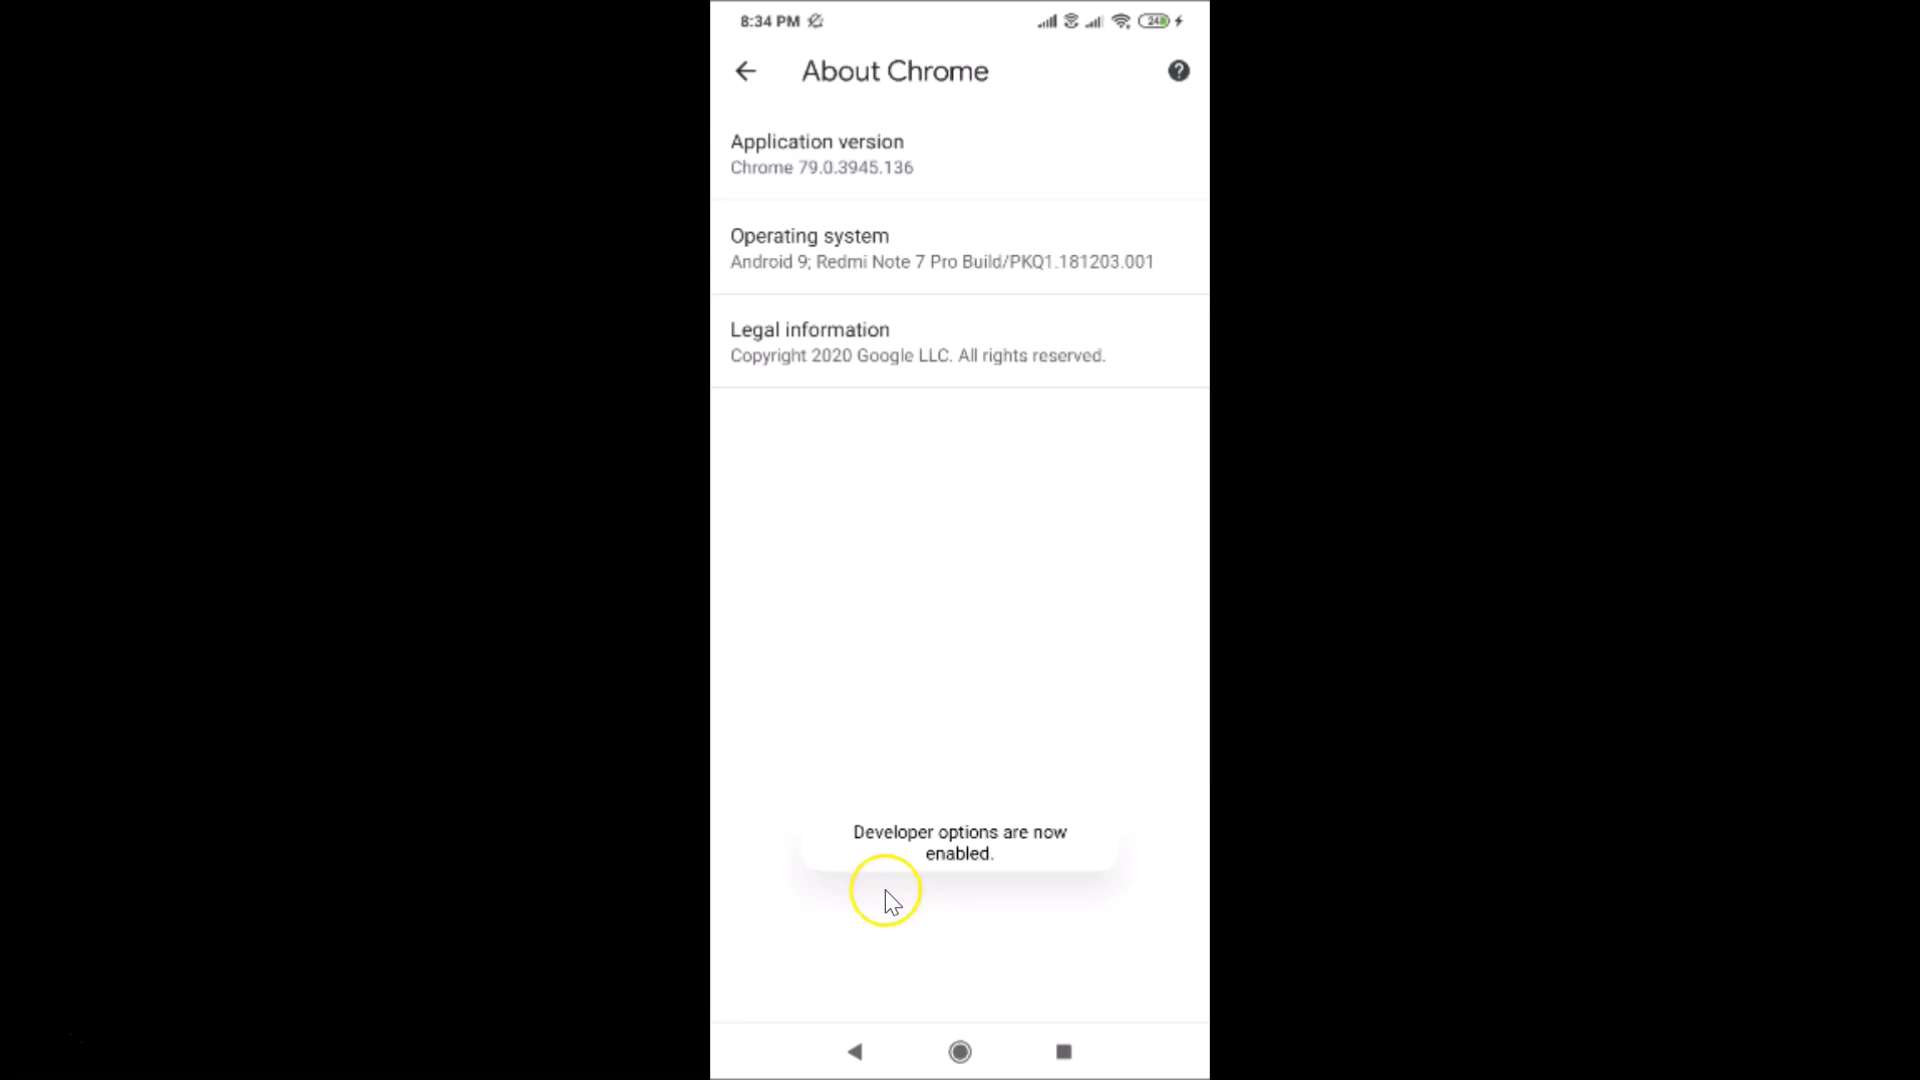 8:34 PM
24
About Chrome
Application version
Chrome 79.0.3945.136
Operating system
Android 9; Redmi Note 7 Pro Build/PKQ1.181203.001
Legal information
Copyright 2020 Google LLC. All rights reserved.
Developer options are now
enabled.